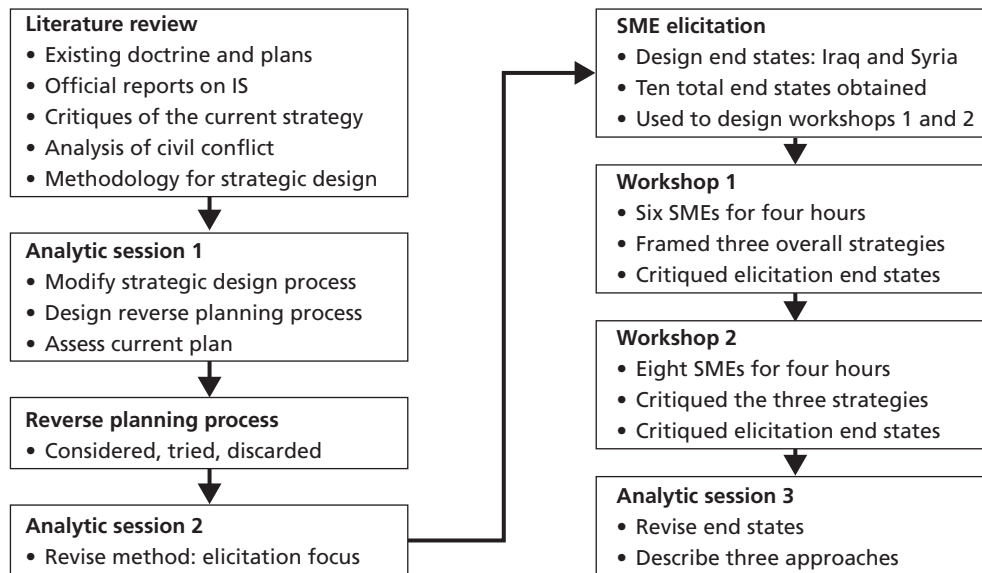 Literature review
• Existing doctrine and plans
• Official reports on IS
• Critiques of the current strategy
• Analysis of civil conflict
• Methodology for strategic design
Analytic session 1
• Modify strategic design process
• Design reverse planning process
• Assess current plan
Reverse planning process
• Considered, tried, discarded
Analytic session 2
• Revise method: elicitation focus
SME elicitation
• Design end states: Iraq and Syria
• Ten total end states obtained
• Used to design workshops 1 and 2
Workshop 1
• Six SMEs for four hours
• Framed three overall strategies
• Critiqued elicitation end states
Workshop 2
• Eight SMEs for four hours
• Critiqued the three strategies
• Critiqued elicitation end states
Analytic session 3
• Revise end states
• Describe three approaches